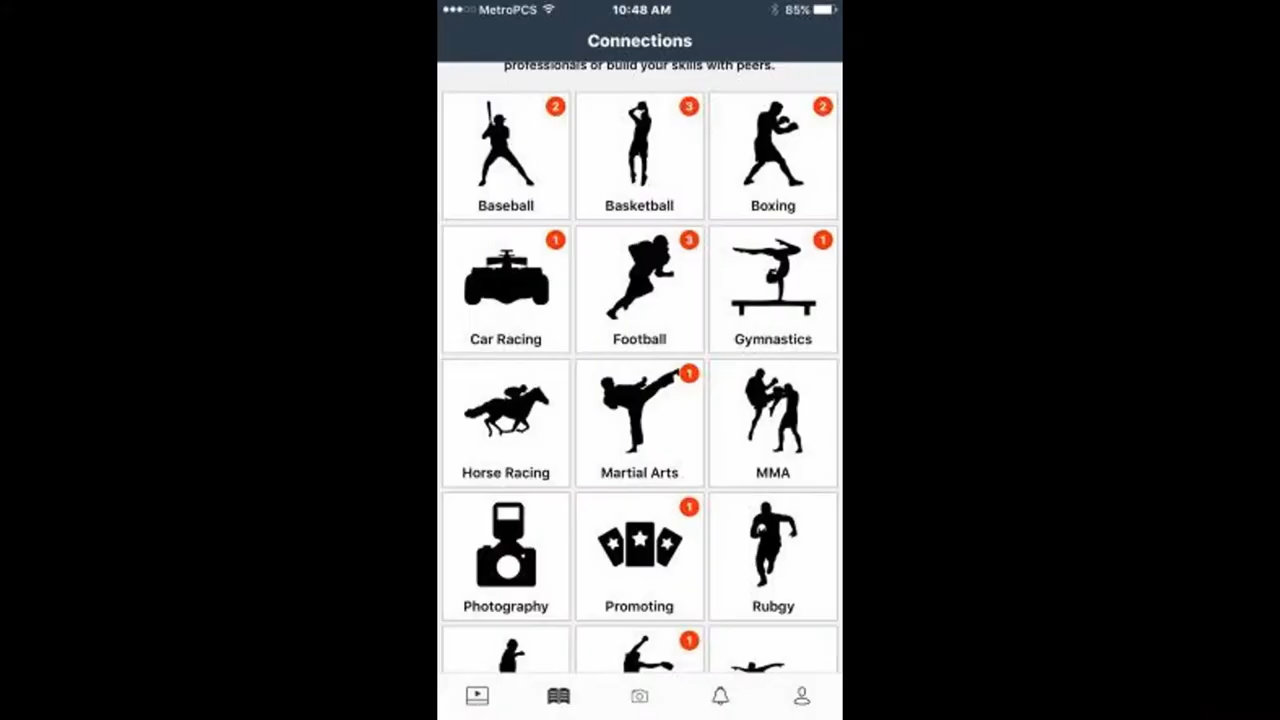 MetroPCS 10:48 AM 85%
Connections
professionals or build your skills with peers.
2 3 2
Baseball Basketball Boxing
1 3 1
Car Racing Football Gymnastics
1
Horse Racing Martial Arts MMA
1
Photography Promoting Rubgy
1